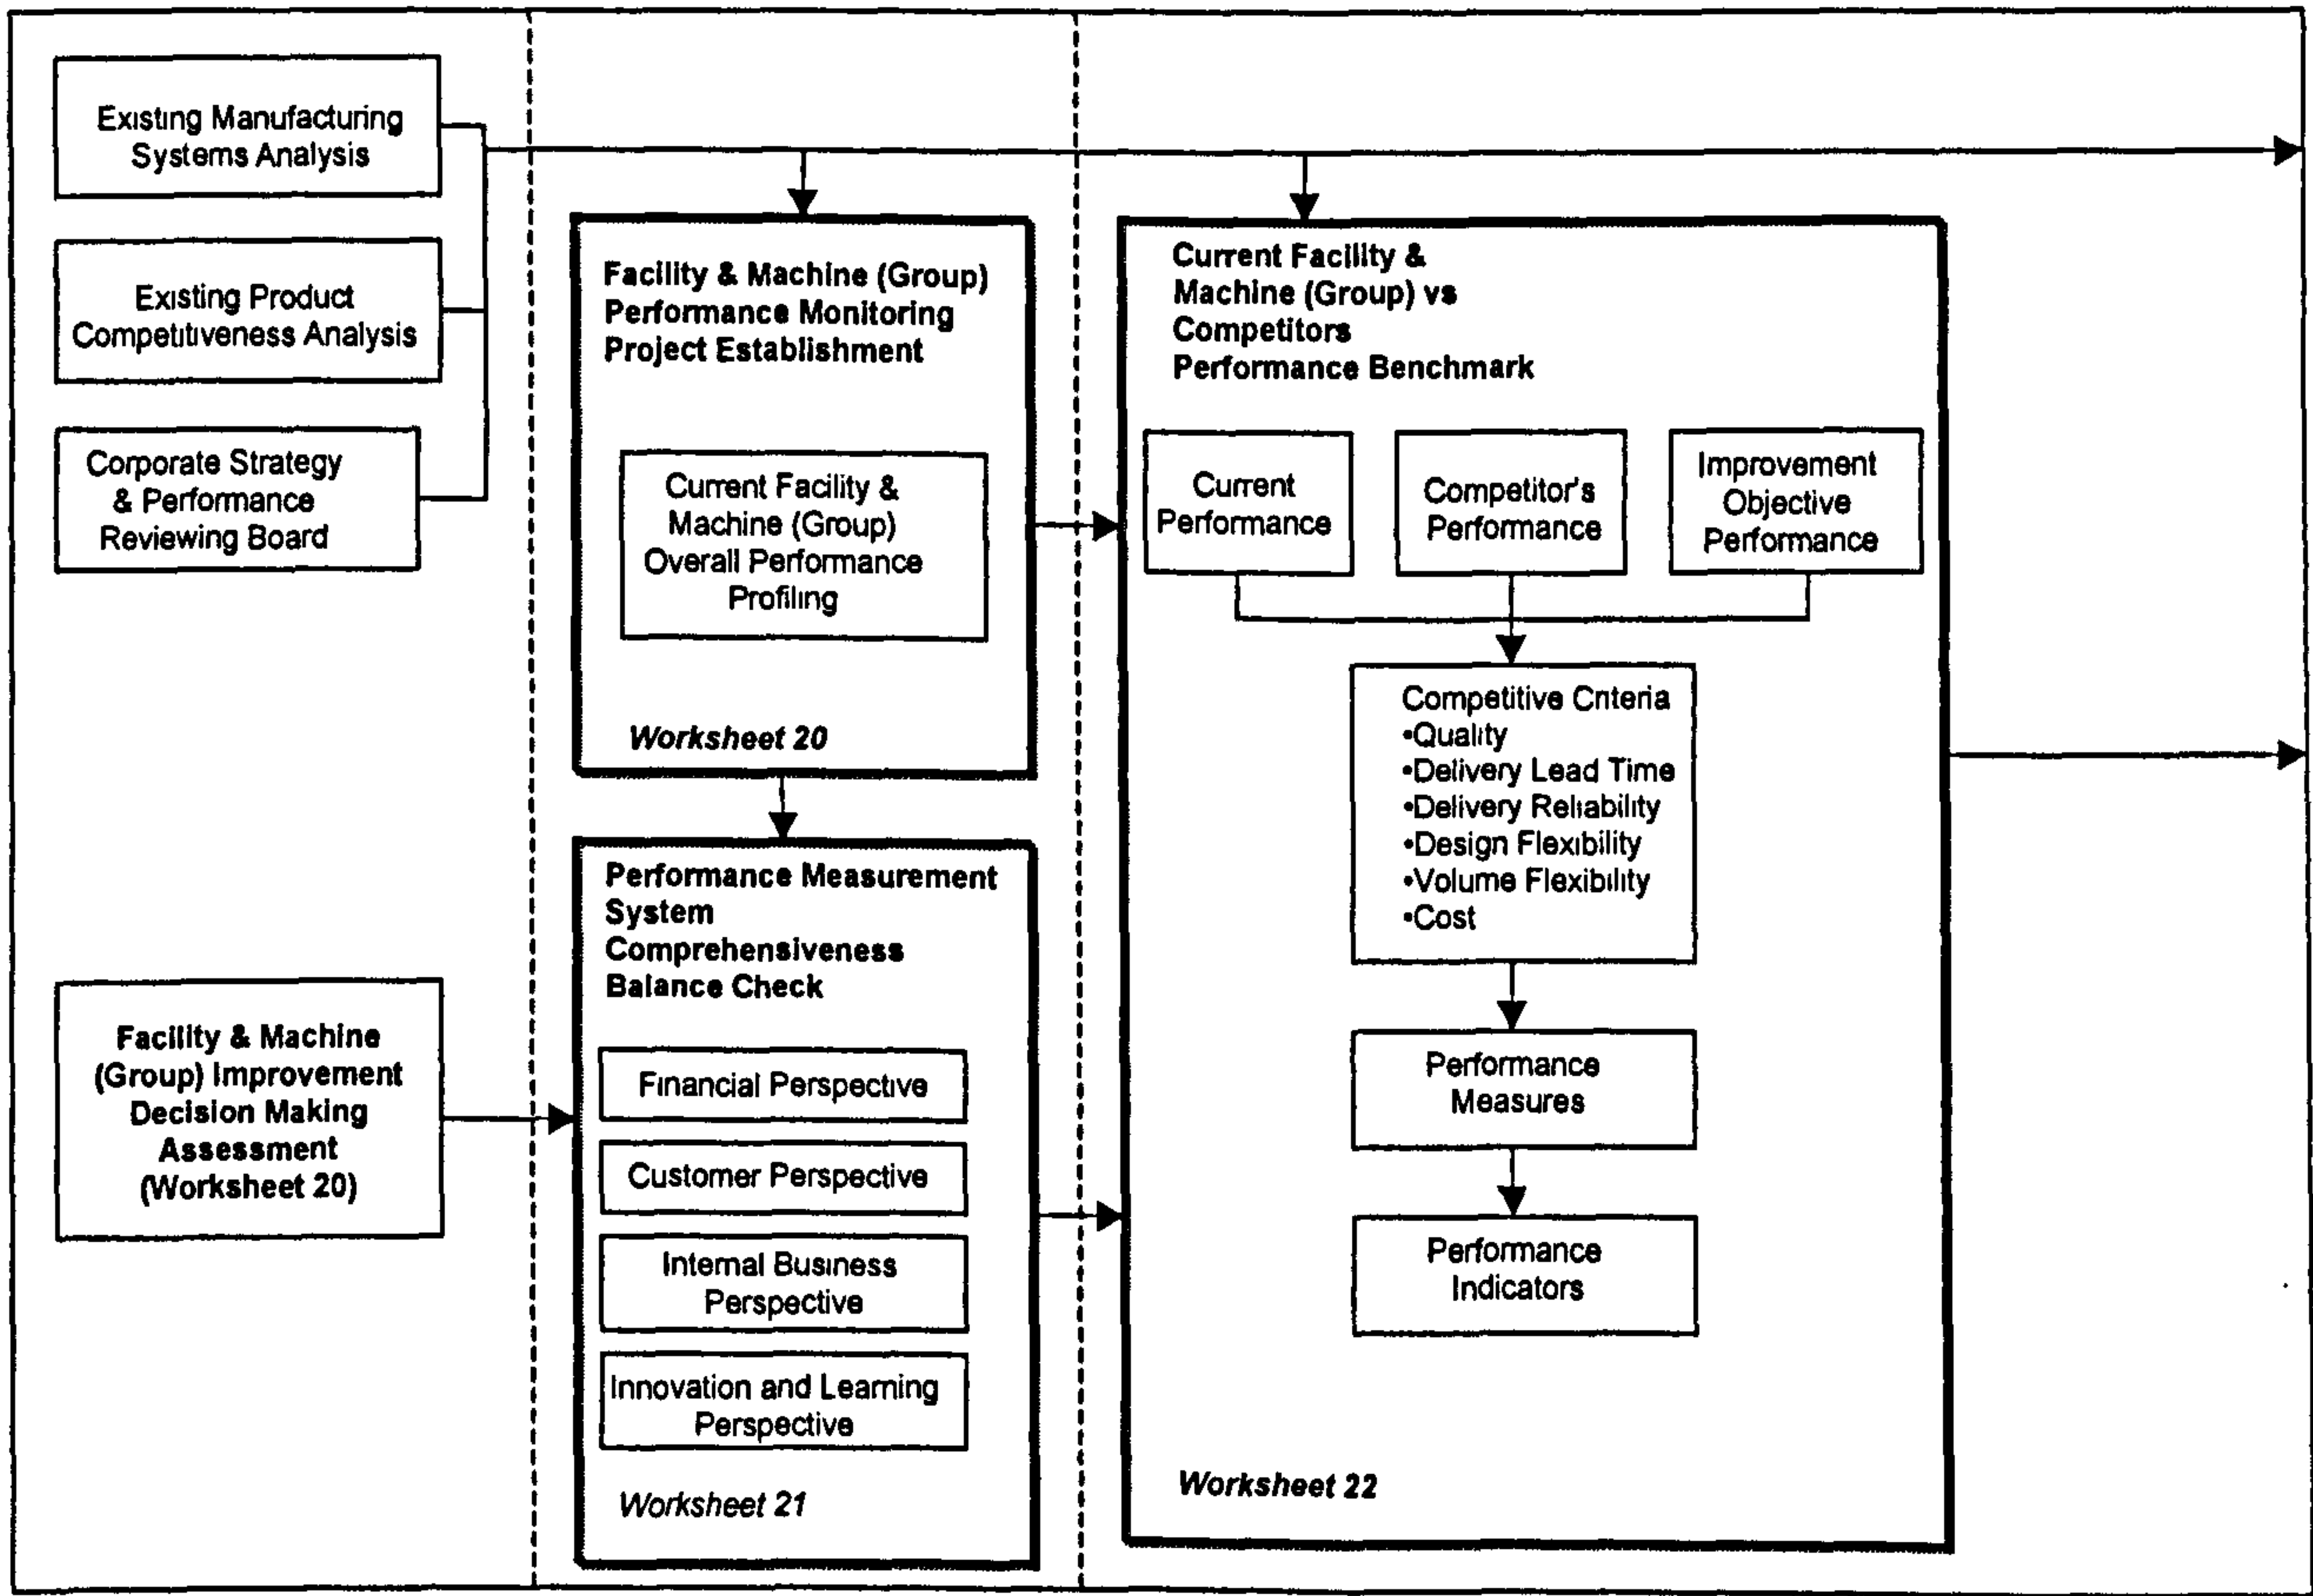 Existing Manufacturing
Systems Analysis
Existing Product
Competitiveness Analysis
Corporate Strategy
& Performance
Reviewing Board
Facility & Machine
(Group) Improvement
Decision Making
Assessment
(Worksheet 20)
Facility & Machine (Group)
Performance Monitoring
Project Establishment
Current Facility &
Machine (Group)
Overall Performance
Profiling
Worksheet 20
Performance Measurement
System
Comprehensiveness
Balance Check
Financial Perspective
Customer Perspective
Internal Business
Perspective
Innovation and Learning
Perspective
Worksheet 21
Current Facility &
Machine (Group) vs
Competitors
Performance Benchmark
Current
Performance
Competitor's
Performance
Improvement
Objective
Performance
Competitive Criteria
•Quality
•Delivery Lead Time
•Delivery Reliability
•Design Flexibility
•Volume Flexibility
•Cost
Performance
Measures
Performance
Indicators
Worksheet 22